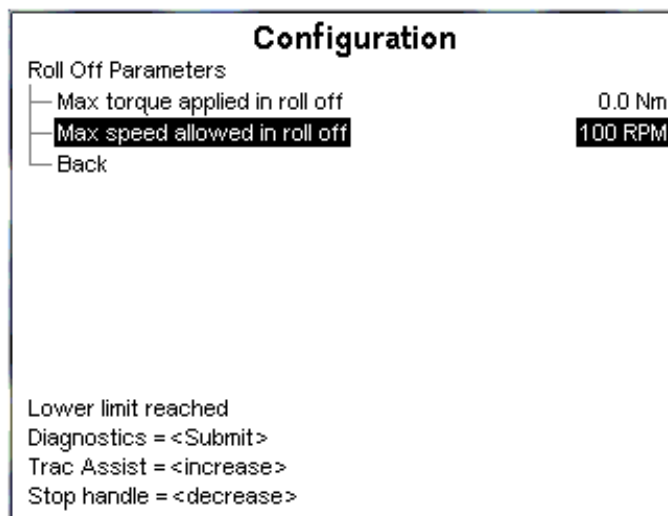 Configuration
Roll Off Parameters
Max torque applied in roll off 0.0 Nm
Max speed allowed in roll off 100 RPM
Back
Lower limit reached
Diagnostics = <Submit>
Trac Assist = <increase>
Stop handle = <decrease>